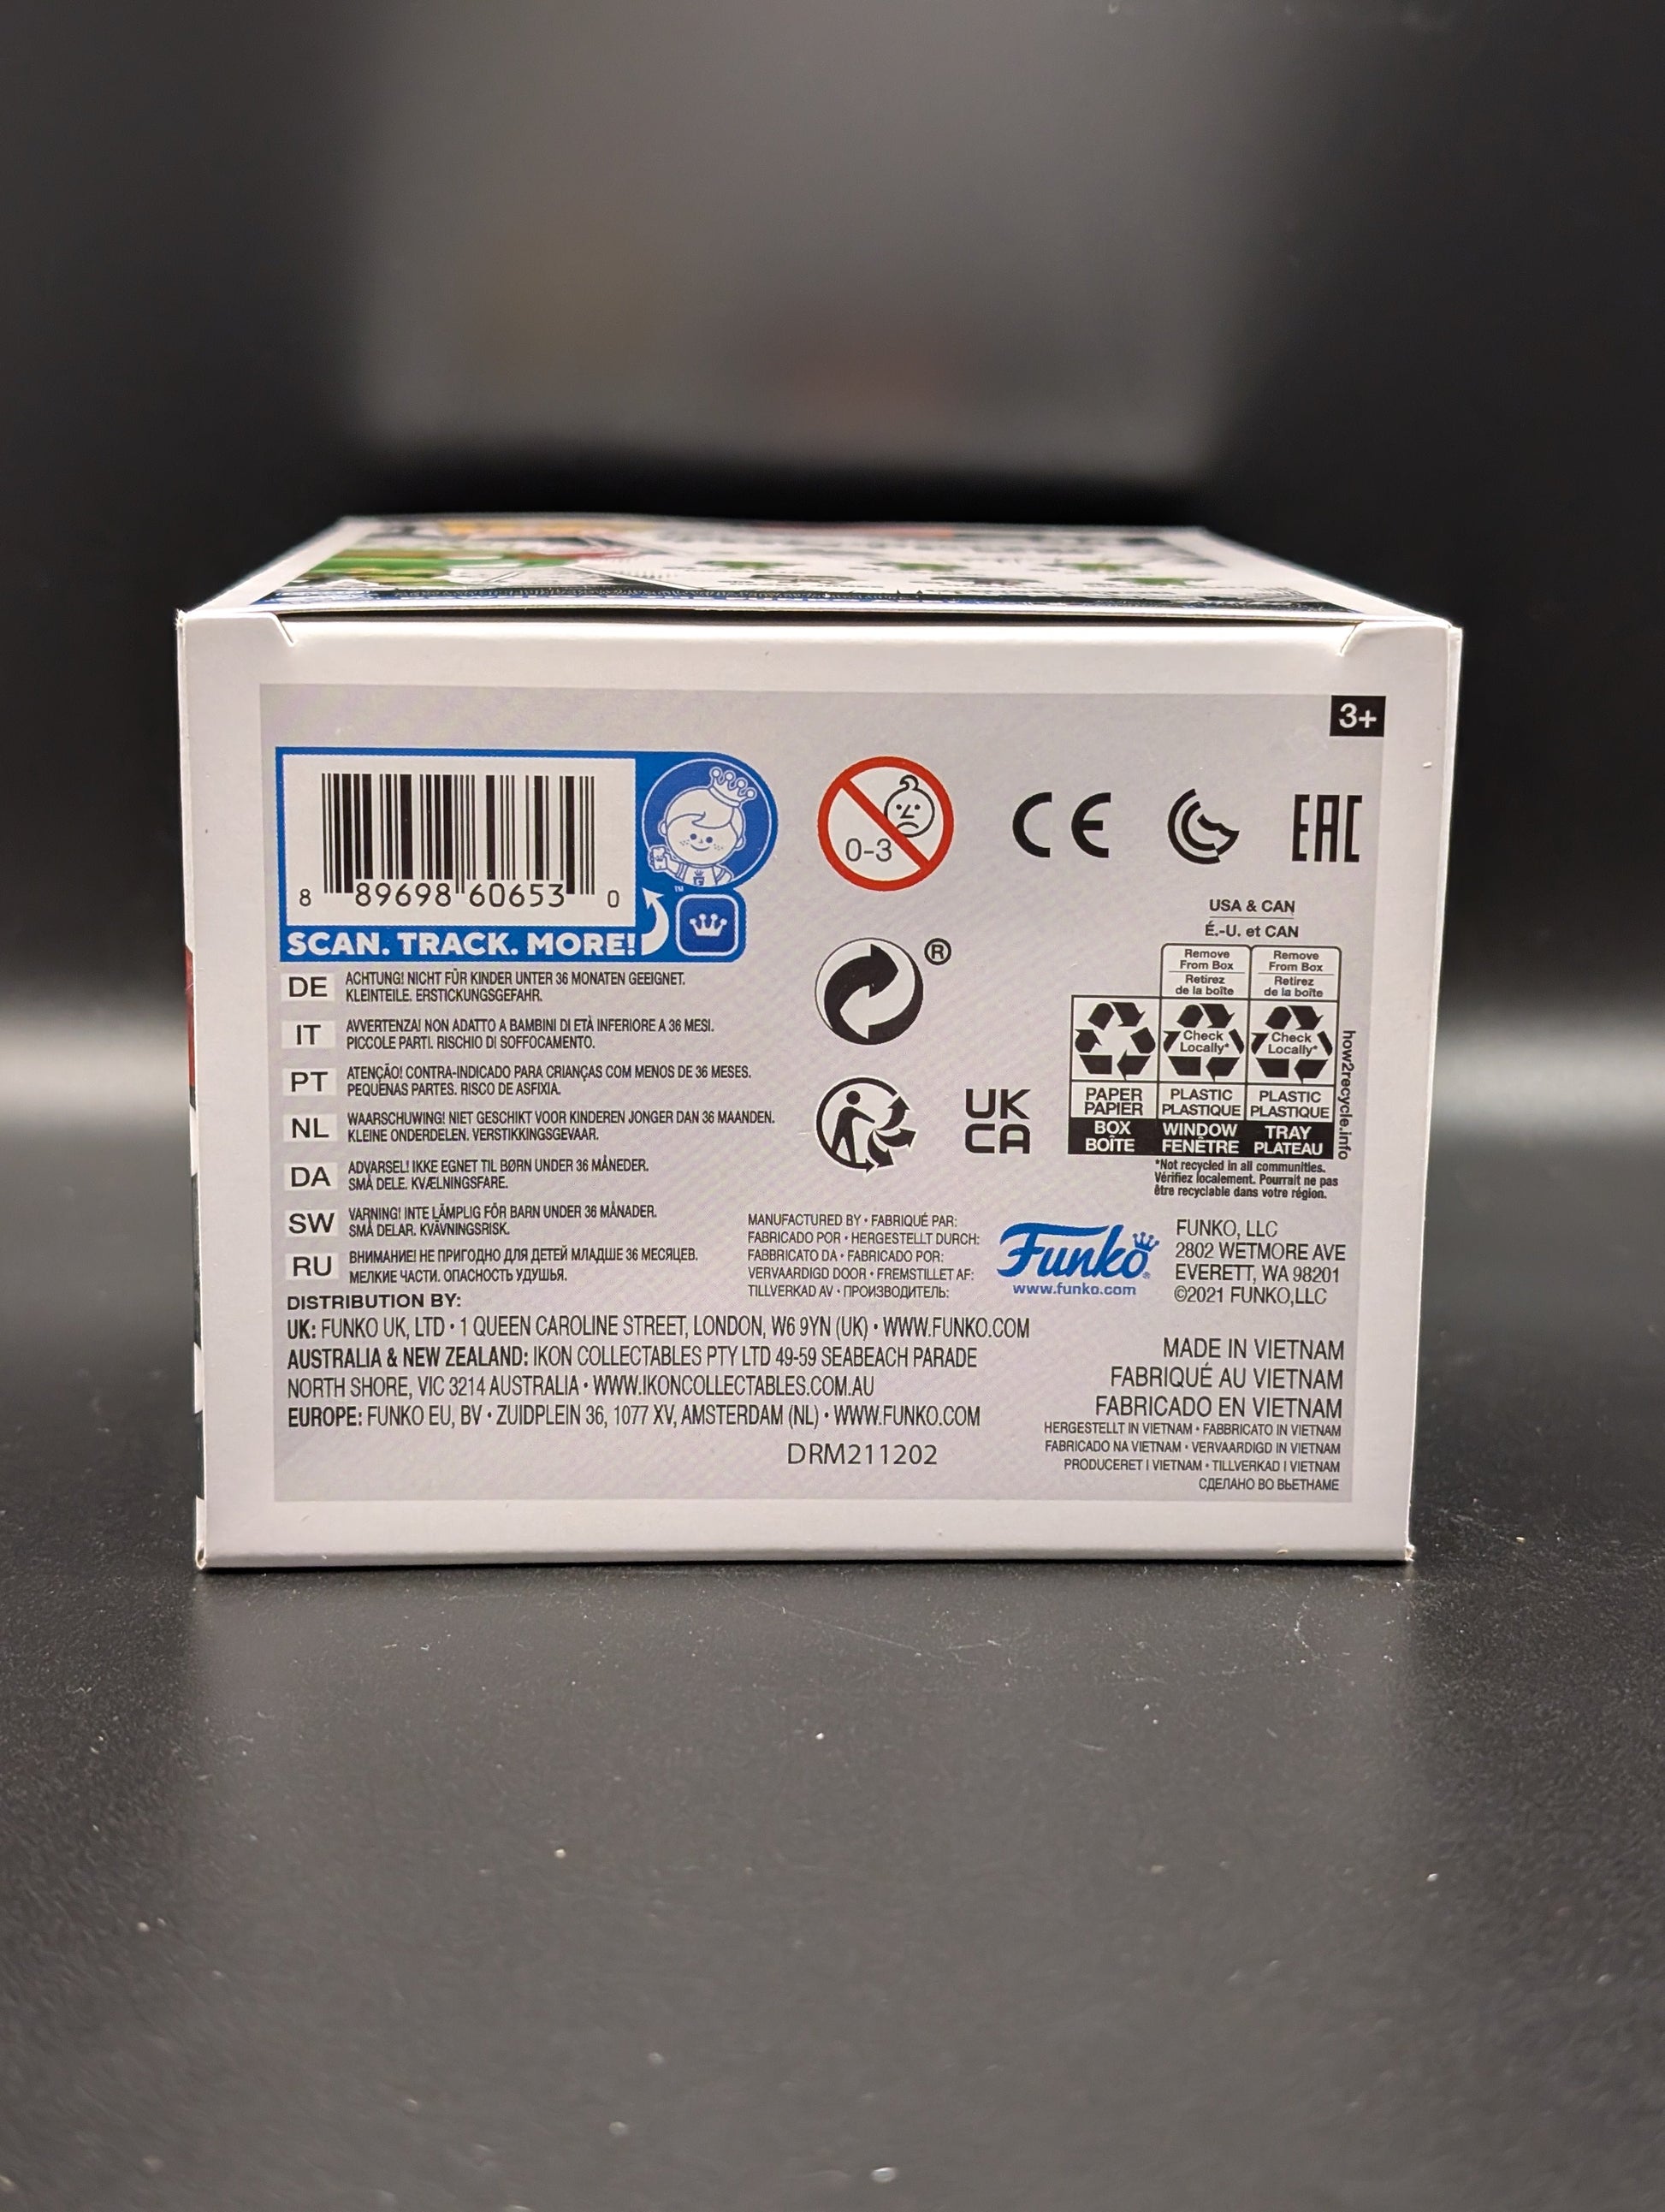 3+
8 89698 60653 0
™
SCAN. TRACK. MORE!
0-3
CE
EAC
USA & CAN
É.-U. et CAN
Remove
From Box
Retirez
de la boîte
Remove
From Box
Retirez
de la boîte
Check
Locally*
Check
Locally*
PAPER
PAPIER
PLASTIC
PLASTIQUE
PLASTIC
PLASTIQUE
BOX
BOÎTE
WINDOW
FENÊTRE
TRAY
PLATEAU
how2recycle.info
*Not recycled in all communities.
Vérifiez localement. Pourrait ne pas
être recyclable dans votre région.
®
UK
CA
DE ACHTUNG! NICHT FÜR KINDER UNTER 36 MONATEN GEEIGNET.
KLEINTEILE. ERSTICKUNGSGEFAHR.
IT AVVERTENZA! NON ADATTO A BAMBINI DI ETÀ INFERIORE A 36 MESI.
PICCOLE PARTI. RISCHIO DI SOFFOCAMENTO.
PT ATENÇÃO! CONTRA-INDICADO PARA CRIANÇAS COM MENOS DE 36 MESES.
PEQUENAS PARTES. RISCO DE ASFIXIA.
NL WAARSCHUWING! NIET GESCHIKT VOOR KINDEREN JONGER DAN 36 MAANDEN.
KLEINE ONDERDELEN. VERSTIKKINGSGEVAAR.
DA ADVARSEL! IKKE EGNET TIL BØRN UNDER 36 MÅNEDER.
SMÅ DELE. KVÆLNINGSFARE.
SW VARNING! INTE LÄMPLIG FÖR BARN UNDER 36 MÅNADER.
SMÅ DELAR. KVÄVNINGSRISK.
RU ВНИМАНИЕ! НЕ ПРИГОДНО ДЛЯ ДЕТЕЙ МЛАДШЕ 36 МЕСЯЦЕВ.
МЕЛКИЕ ЧАСТИ. ОПАСНОСТЬ УДУШЬЯ.
MANUFACTURED BY • FABRIQUÉ PAR:
FABRICADO POR • HERGESTELLT DURCH:
FABBRICATO DA • FABRICADO POR:
VERVAARDIGD DOOR • FREMSTILLET AF:
TILLVERKAD AV • ПРОИЗВОДИТЕЛЬ:
Funko®
www.funko.com
FUNKO, LLC
2802 WETMORE AVE
EVERETT, WA 98201
©2021 FUNKO,LLC
DISTRIBUTION BY:
UK: FUNKO UK, LTD • 1 QUEEN CAROLINE STREET, LONDON, W6 9YN (UK) • WWW.FUNKO.COM
AUSTRALIA & NEW ZEALAND: IKON COLLECTABLES PTY LTD 49-59 SEABEACH PARADE
NORTH SHORE, VIC 3214 AUSTRALIA • WWW.IKONCOLLECTABLES.COM.AU
EUROPE: FUNKO EU, BV • ZUIDPLEIN 36, 1077 XV, AMSTERDAM (NL) • WWW.FUNKO.COM
DRM211202
MADE IN VIETNAM
FABRIQUÉ AU VIETNAM
FABRICADO EN VIETNAM
HERGESTELLT IN VIETNAM • FABBRICATO IN VIETNAM
FABRICADO NA VIETNAM • VERVAARDIGD IN VIETNAM
PRODUCERET I VIETNAM • TILLVERKAD I VIETNAM
СДЕЛАНО ВО ВЬЕТНАМЕ